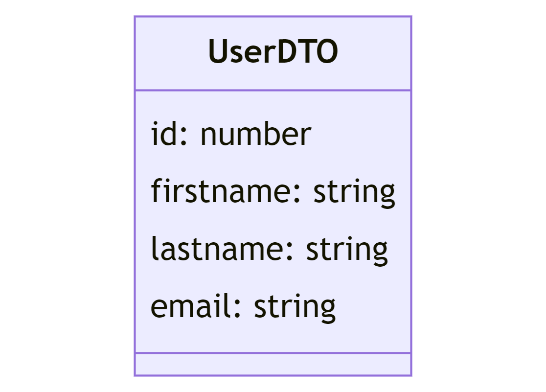 UserDTO
id: number
firstname: string
lastname: string
email: string